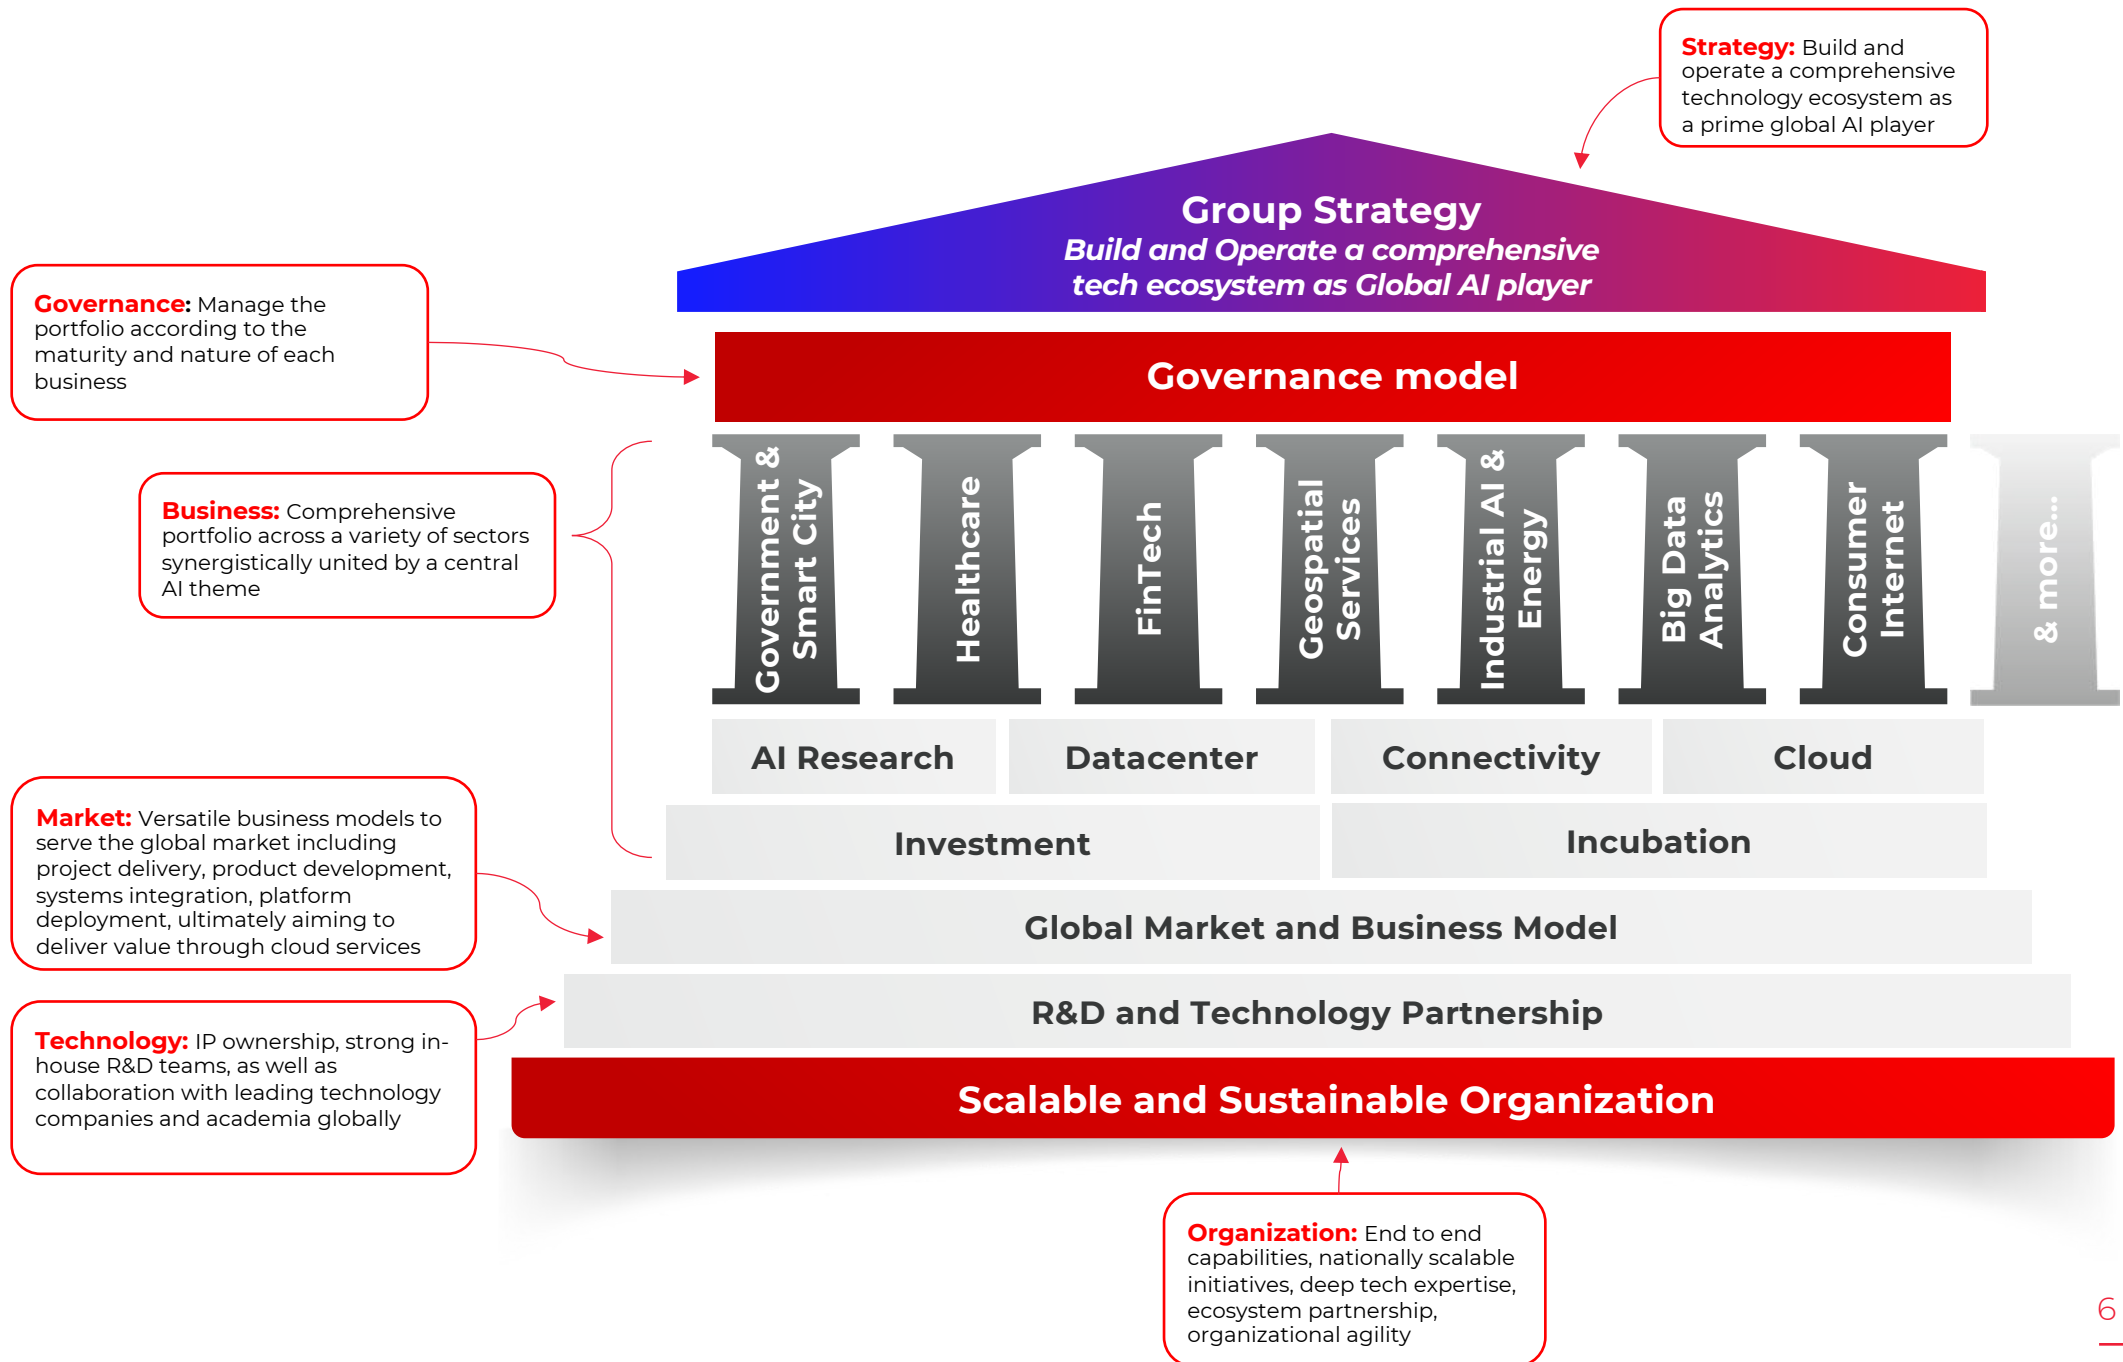 Strategy: Build and
operate a comprehensive
technology ecosystem as
a prime global AI player
Group Strategy
Build and Operate a comprehensive
tech ecosystem as Global AI player
Governance: Manage the
portfolio according to the
maturity and nature of each
business
Governance model
Business: Comprehensive
portfolio across a variety of sectors
synergistically united by a central
AI theme
Government &
Smart City
Healthcare
FinTech
Geospatial
Services
Industrial AI &
Energy
Big Data
Analytics
Consumer
Internet
& more...
AI Research
Datacenter
Connectivity
Cloud
Investment
Incubation
Market: Versatile business models to
serve the global market including
project delivery, product development,
systems integration, platform
deployment, ultimately aiming to
deliver value through cloud services
Global Market and Business Model
R&D and Technology Partnership
Technology: IP ownership, strong in-
house R&D teams, as well as
collaboration with leading technology
companies and academia globally
Scalable and Sustainable Organization
Organization: End to end
capabilities, nationally scalable
initiatives, deep tech expertise,
ecosystem partnership,
organizational agility
6